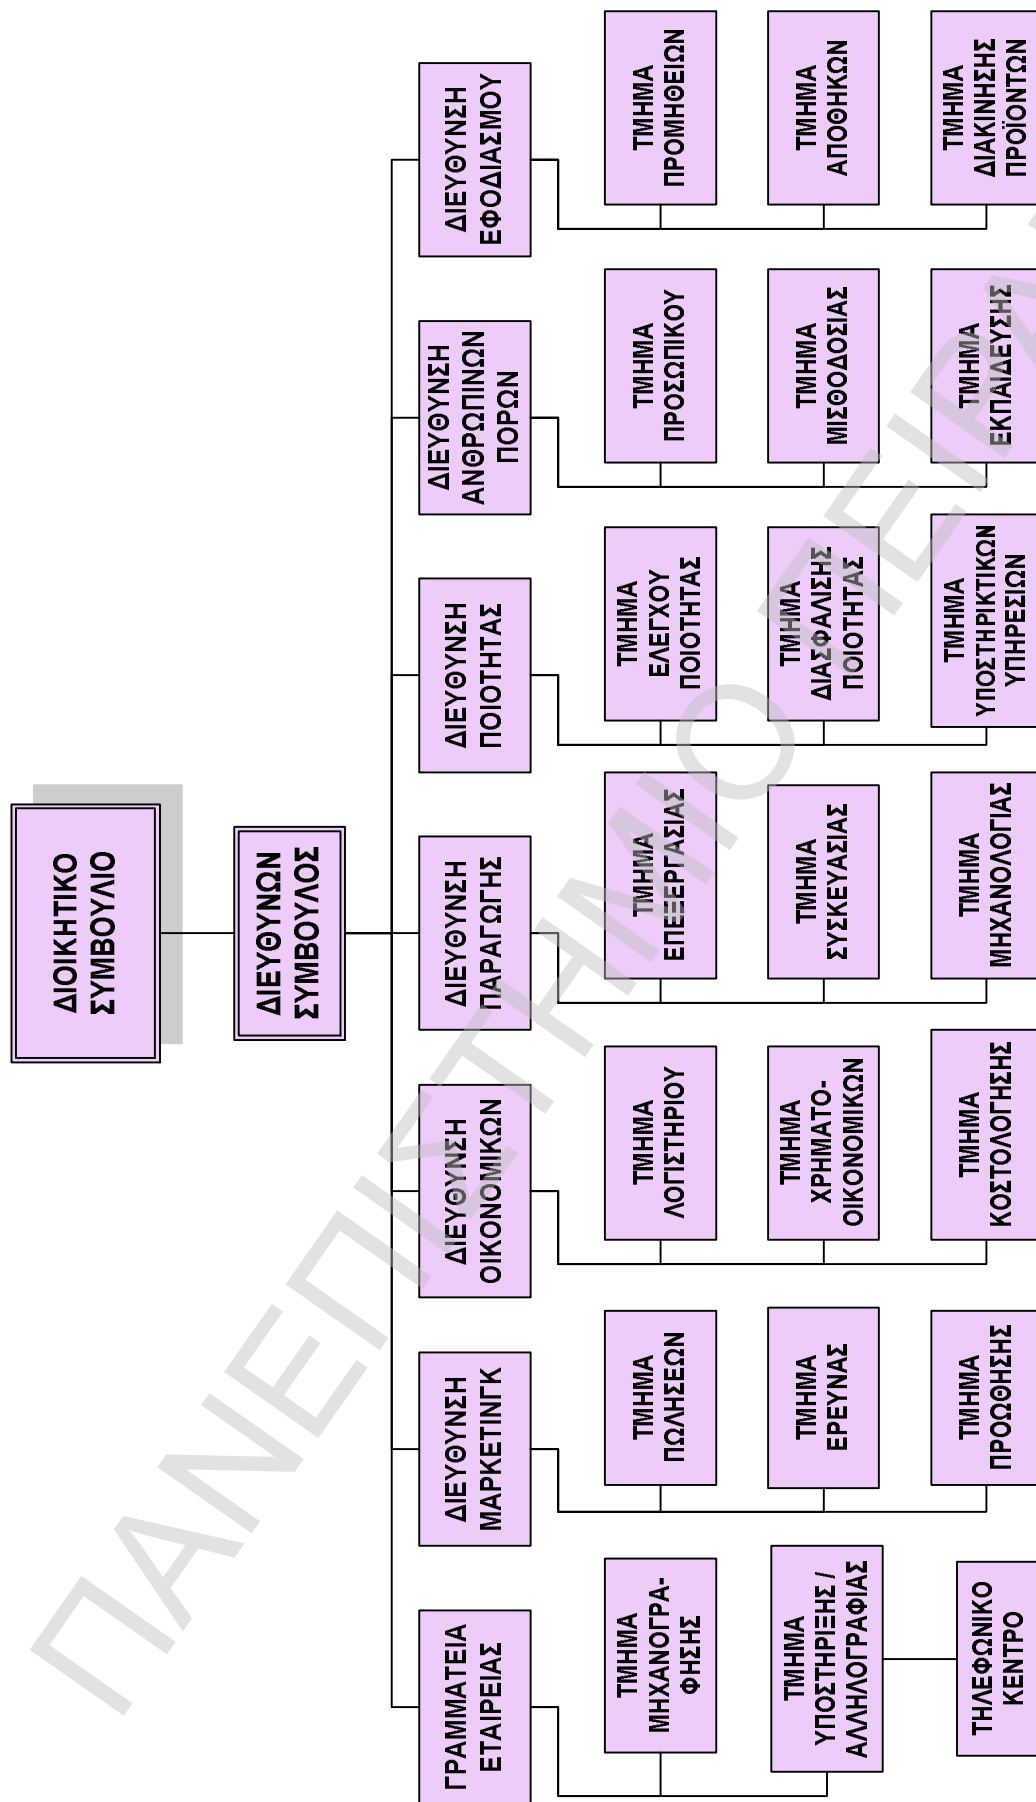 ΔΙΟΙΚΗΤΙΚΟ
ΣΥΜΒΟΥΛΙΟ
ΔΙΕΥΘΥΝΩΝ
ΣΥΜΒΟΥΛΟΣ
ΓΡΑΜΜΑΤΕΙΑ
ΕΤΑΙΡΕΙΑΣ
ΔΙΕΥΘΥΝΣΗ
ΜΑΡΚΕΤΙΝΓΚ
ΔΙΕΥΘΥΝΣΗ
ΟΙΚΟΝΟΜΙΚΩΝ
ΔΙΕΥΘΥΝΣΗ
ΠΑΡΑΓΩΓΗΣ
ΔΙΕΥΘΥΝΣΗ
ΠΟΙΟΤΗΤΑΣ
ΔΙΕΥΘΥΝΣΗ
ΑΝΘΡΩΠΙΝΩΝ
ΠΟΡΩΝ
ΔΙΕΥΘΥΝΣΗ
ΕΦΟΔΙΑΣΜΟΥ
ΤΜΗΜΑ
ΜΗΧΑΝΟΓΡΑ-
ΦΗΣΗΣ
ΤΜΗΜΑ
ΠΩΛΗΣΕΩΝ
ΤΜΗΜΑ
ΛΟΓΙΣΤΗΡΙΟΥ
ΤΜΗΜΑ
ΕΠΕΞΕΡΓΑΣΙΑΣ
ΤΜΗΜΑ
ΕΛΕΓΧΟΥ
ΠΟΙΟΤΗΤΑΣ
ΤΜΗΜΑ
ΠΡΟΣΩΠΙΚΟΥ
ΤΜΗΜΑ
ΠΡΟΜΗΘΕΙΩΝ
ΤΜΗΜΑ
ΥΠΟΣΤΗΡΙΞΗΣ /
ΑΛΛΗΛΟΓΡΑΦΙΑΣ
ΤΜΗΜΑ
ΕΡΕΥΝΑΣ
ΤΜΗΜΑ
ΧΡΗΜΑΤΟ-
ΟΙΚΟΝΟΜΙΚΩΝ
ΤΜΗΜΑ
ΣΥΣΚΕΥΑΣΙΑΣ
ΤΜΗΜΑ
ΔΙΑΣΦΑΛΙΣΗΣ
ΠΟΙΟΤΗΤΑΣ
ΤΜΗΜΑ
ΜΙΣΘΟΔΟΣΙΑΣ
ΤΜΗΜΑ
ΑΠΟΘΗΚΩΝ
ΤΗΛΕΦΩΝΙΚΟ
ΚΕΝΤΡΟ
ΤΜΗΜΑ
ΠΡΟΩΘΗΣΗΣ
ΤΜΗΜΑ
ΚΟΣΤΟΛΟΓΗΣΗΣ
ΤΜΗΜΑ
ΜΗΧΑΝΟΛΟΓΙΑΣ
ΤΜΗΜΑ
ΥΠΟΣΤΗΡΙΚΤΙΚΩΝ
ΥΠΗΡΕΣΙΩΝ
ΤΜΗΜΑ
ΕΚΠΑΙΔΕΥΣΗΣ
ΤΜΗΜΑ
ΔΙΑΚΙΝΗΣΗΣ
ΠΡΟΪΟΝΤΩΝ
ΠΑΝΕΠΙΣΤΗΜΙΟ